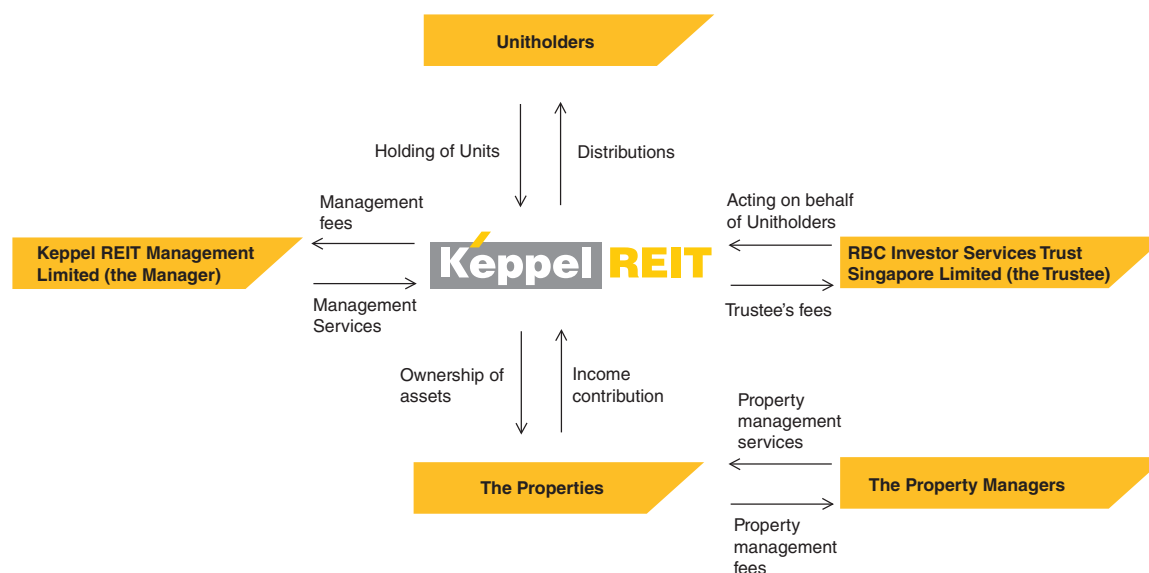 Unitholders
Holding of Units
Distributions
Management
fees
Acting on behalf
of Unitholders
Keppel REIT Management
Limited (the Manager)
Keppel REIT
RBC Investor Services Trust
Singapore Limited (the Trustee)
Management
Services
Trustee’s fees
Ownership of
assets
Income
contribution
Property
management
services
The Properties
The Property Managers
Property
management
fees